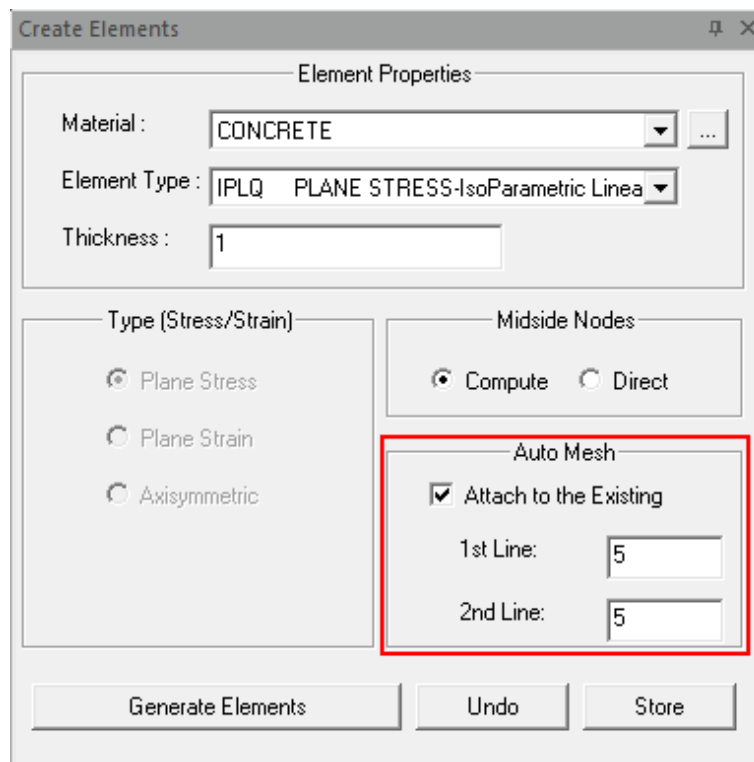 Create Elements
Element Properties
Material :
CONCRETE
...
Element Type :
IPLQ PLANE STRESS-IsoParametric Linea
Thickness :
1
Type (Stress/Strain)
Plane Stress
Plane Strain
Axisymmetric
Midside Nodes
Compute Direct
Auto Mesh
Attach to the Existing
1st Line: 5
2nd Line: 5
Generate Elements Undo Store